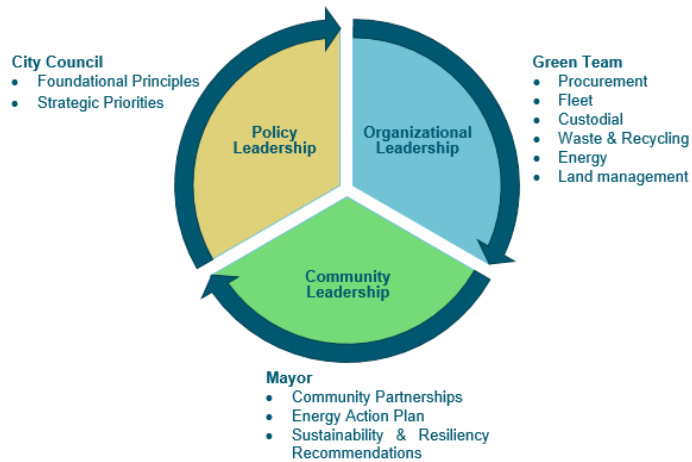 City Council
• Foundational Principles
• Strategic Priorities
Policy
Leadership
Organizational
Leadership
Green Team
• Procurement
• Fleet
• Custodial
• Waste & Recycling
• Energy
• Land management
Community
Leadership
Mayor
• Community Partnerships
• Energy Action Plan
• Sustainability & Resiliency
Recommendations